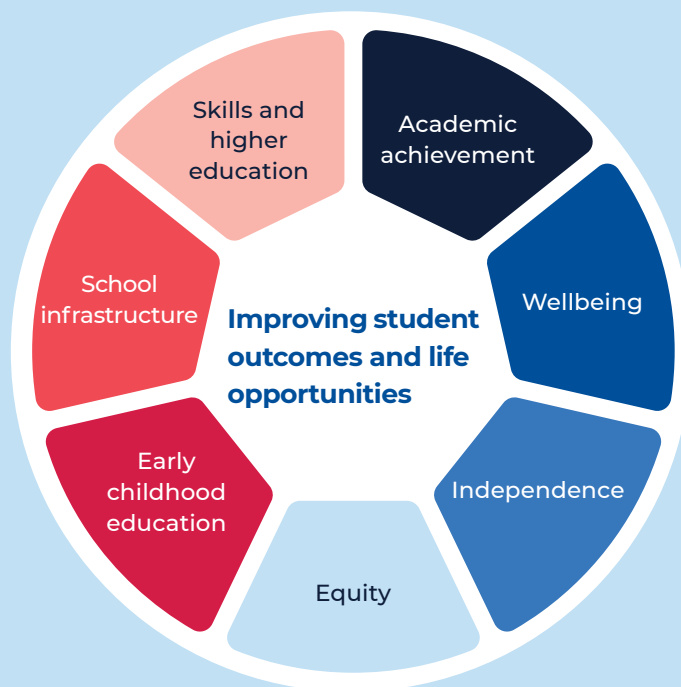 Skills and
higher
education
Academic
achievement
School
infrastructure
Improving student
outcomes and life
opportunities
Wellbeing
Early
childhood
education
Independence
Equity